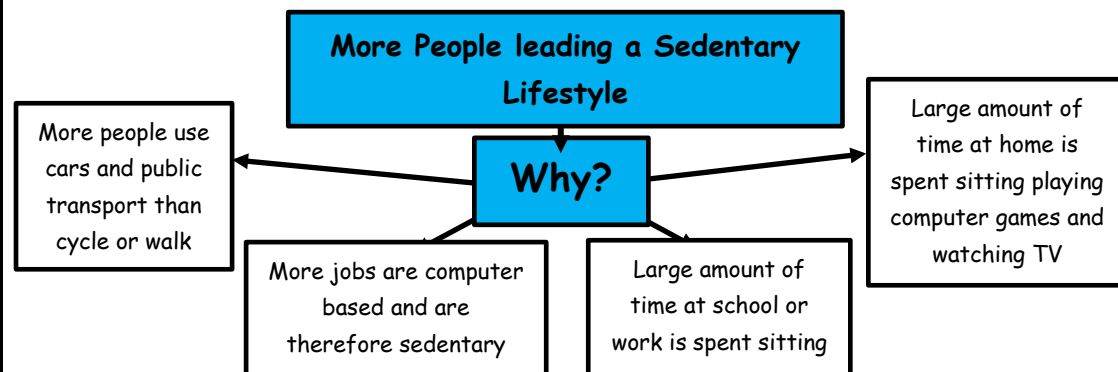 More People leading a Sedentary
Lifestyle
Why?
More people use
cars and public
transport than
cycle or walk
More jobs are computer
based and are
therefore sedentary
Large amount of
time at school or
work is spent sitting
Large amount of
time at home is
spent sitting playing
computer games and
watching TV